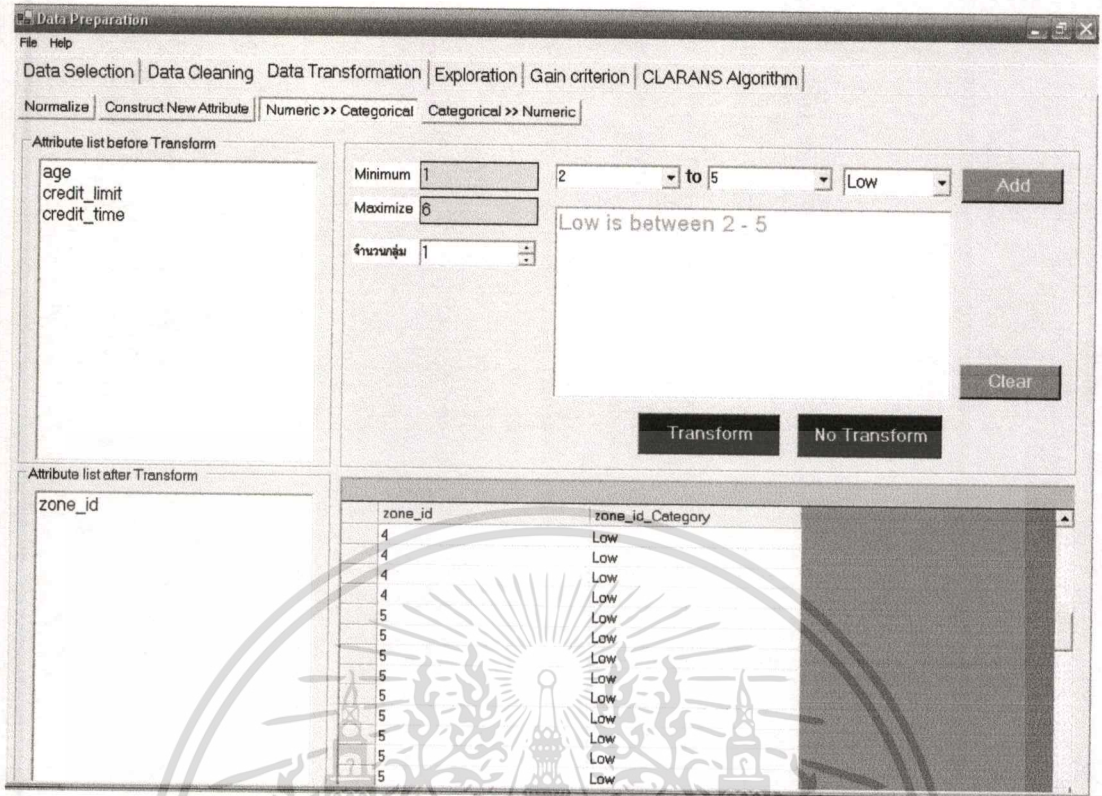 Data Preparation
File Help
Data Selection Data Cleaning Data Transformation Exploration Gain criterion CLARANS Algorithm
Normalize Construct New Attribute Numeric >> Categorical Categorical >> Numeric
Attribute list before Transform
age
credit_limit
credit_time
Minimum 1
Maximize 6
จำนวนกลุ่ม 1
2 to 5 Low Add
Low is between 2 - 5
Clear
Transform No Transform
Attribute list after Transform
zone_id
zone_id zone_id_Category
4 Low
4 Low
4 Low
4 Low
5 Low
5 Low
5 Low
5 Low
5 Low
5 Low
5 Low
5 Low
5 Low